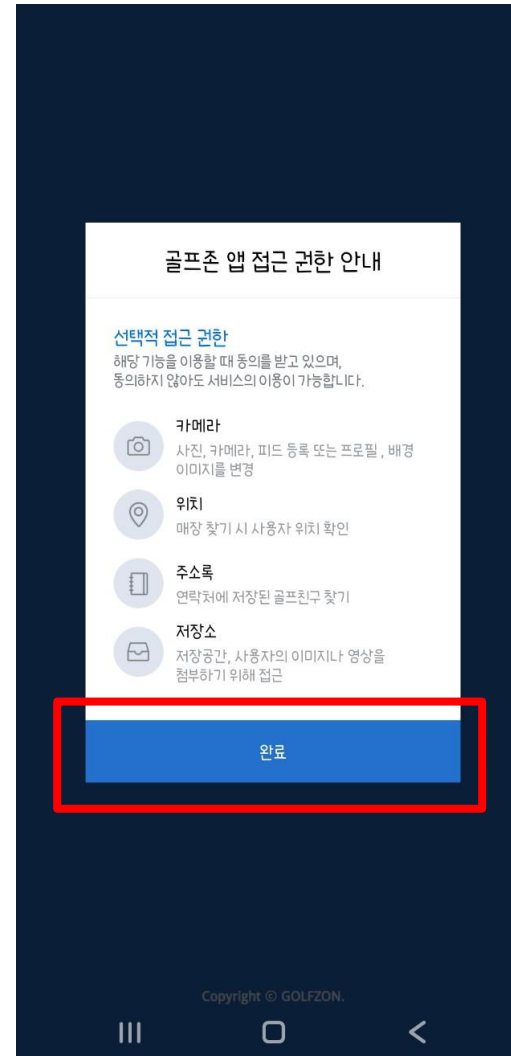 골프존 앱 접근 권한 안내
선택적 접근 권한
해당 기능을 이용할 때 동의를 받고 있으며,
동의하지 않아도 서비스의 이용이 가능합니다.
카메라
사진, 카메라, 피드 등록 또는 프로필 , 배경
이미지를 변경
위치
매장 찾기 시 사용자 위치 확인
주소록
연락처에 저장된 골프친구 찾기
저장소
저장공간, 사용자의 이미지나 영상을
첨부하기 위해 접근
완료
Copyright © GOLFZON.